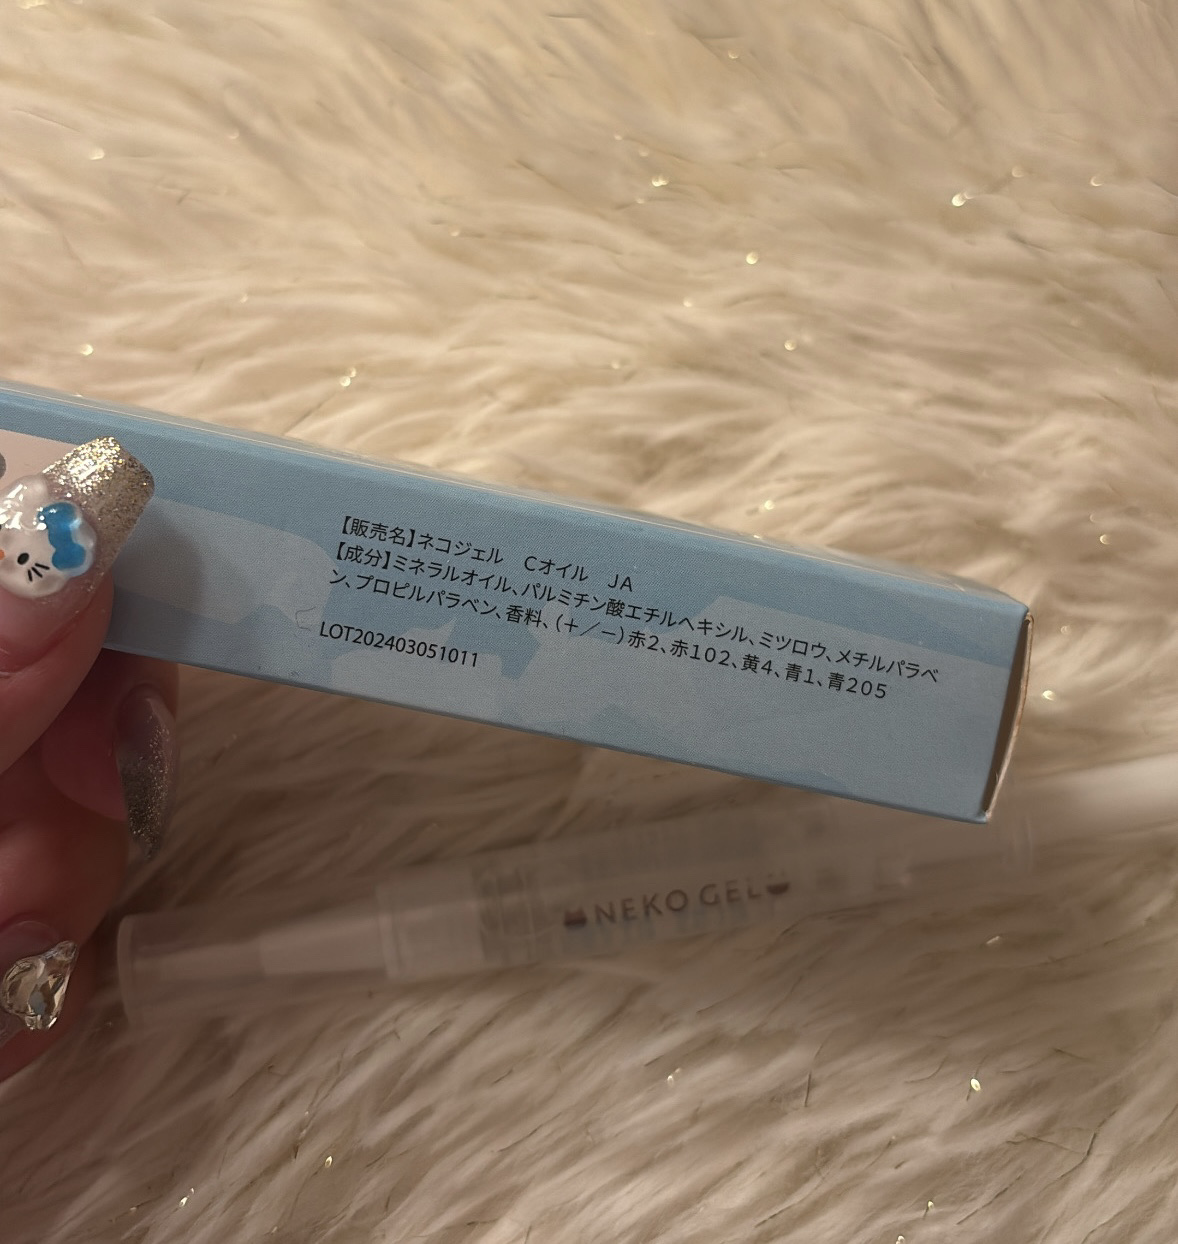 【販売名】ネコジェル　Cオイル　JA
【成分】ミネラルオイル、パルミチン酸エチルヘキシル、ミツロウ、メチルパラベ
ン、プロピルパラベン、香料、（＋／－）赤2、赤102、黄4、青1、青205
LOT202403051011
NEKO GEL